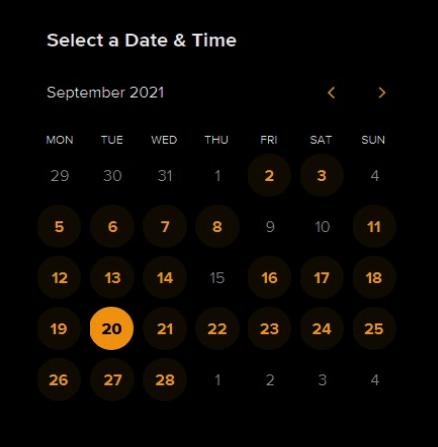 Select a Date & Time
September 2021
MON TUE WED THU FRI SAT SUN
29 30 31 1 2 3 4
5 6 7 8 9 10 11
12 13 14 15 16 17 18
19 20 21 22 23 24 25
26 27 28 1 2 3 4